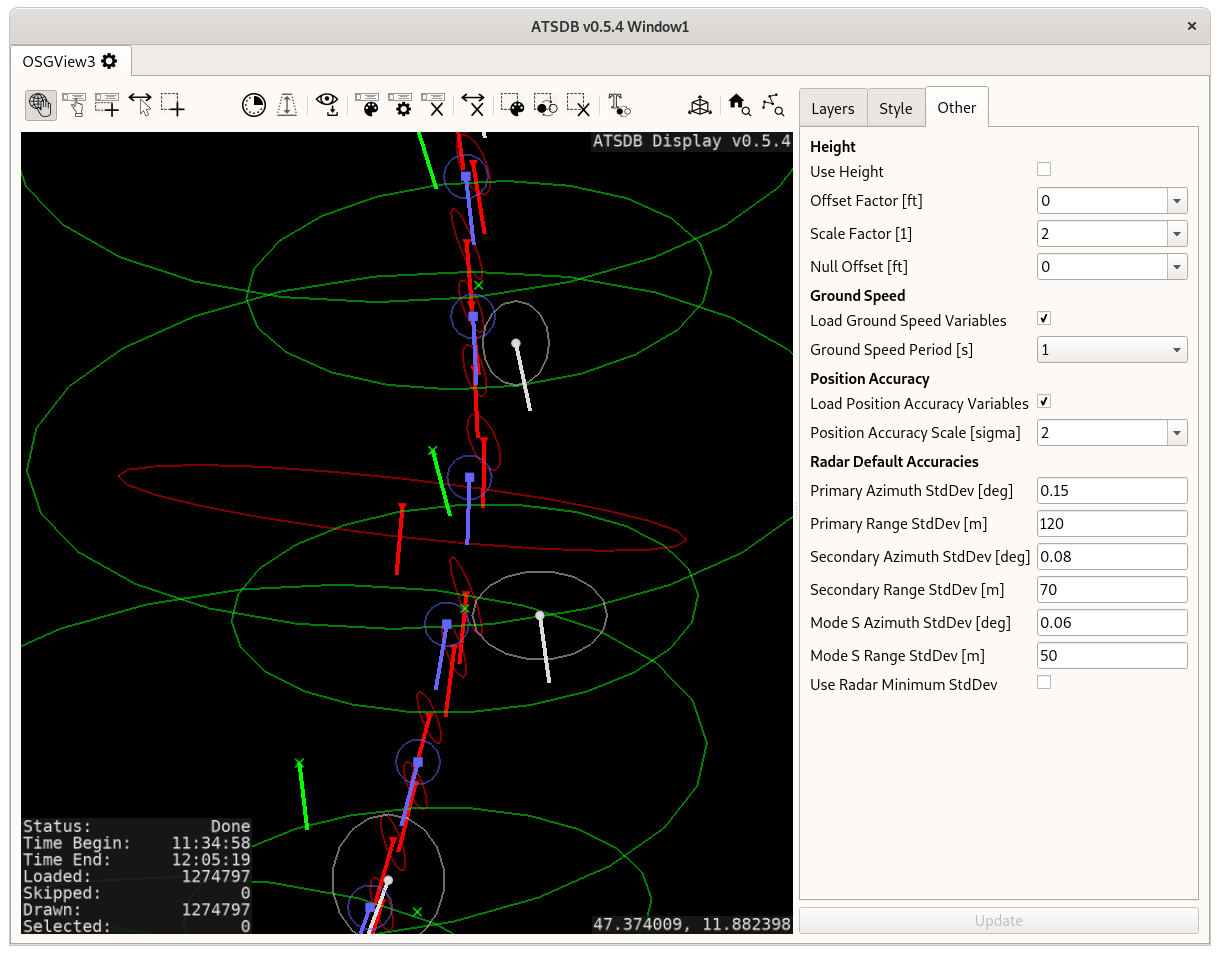 ATSDB v0.5.4 Window1
OSGView3
Layers
Style
Other
ATSDB Display v0.5.4
Height
Use Height
Offset Factor [ft] 0
Scale Factor [1] 2
Null Offset [ft] 0
Ground Speed
Load Ground Speed Variables
Ground Speed Period [s] 1
Position Accuracy
Load Position Accuracy Variables
Position Accuracy Scale [sigma] 2
Radar Default Accuracies
Primary Azimuth StdDev [deg] 0.15
Primary Range StdDev [m] 120
Secondary Azimuth StdDev [deg] 0.08
Secondary Range StdDev [m] 70
Mode S Azimuth StdDev [deg] 0.06
Mode S Range StdDev [m] 50
Use Radar Minimum StdDev
Status: Done
Time Begin: 11:34:58
Time End: 12:05:19
Loaded: 1274797
Skipped: 0
Drawn: 1274797
Selected: 0
47.374009, 11.882398
Update